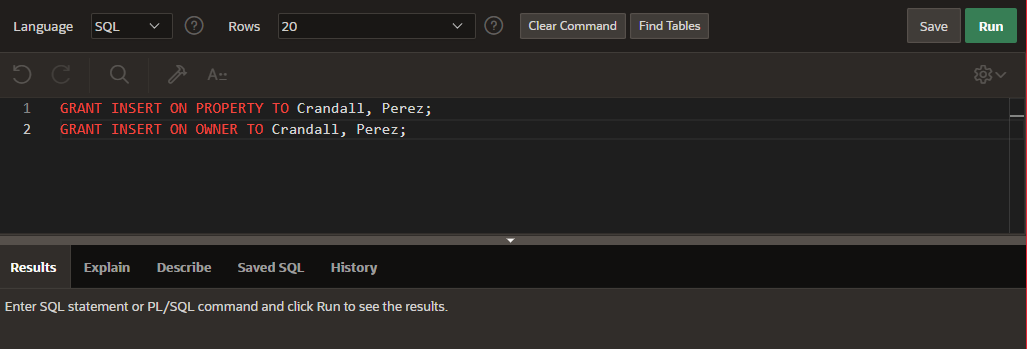 Language SQL ? Rows 20 ? Clear Command Find Tables Save Run
A
1 GRANT INSERT ON PROPERTY TO Crandall, Perez;
2 GRANT INSERT ON OWNER TO Crandall, Perez;
Results Explain Describe Saved SQL History
Enter SQL statement or PL/SQL command and click Run to see the results.